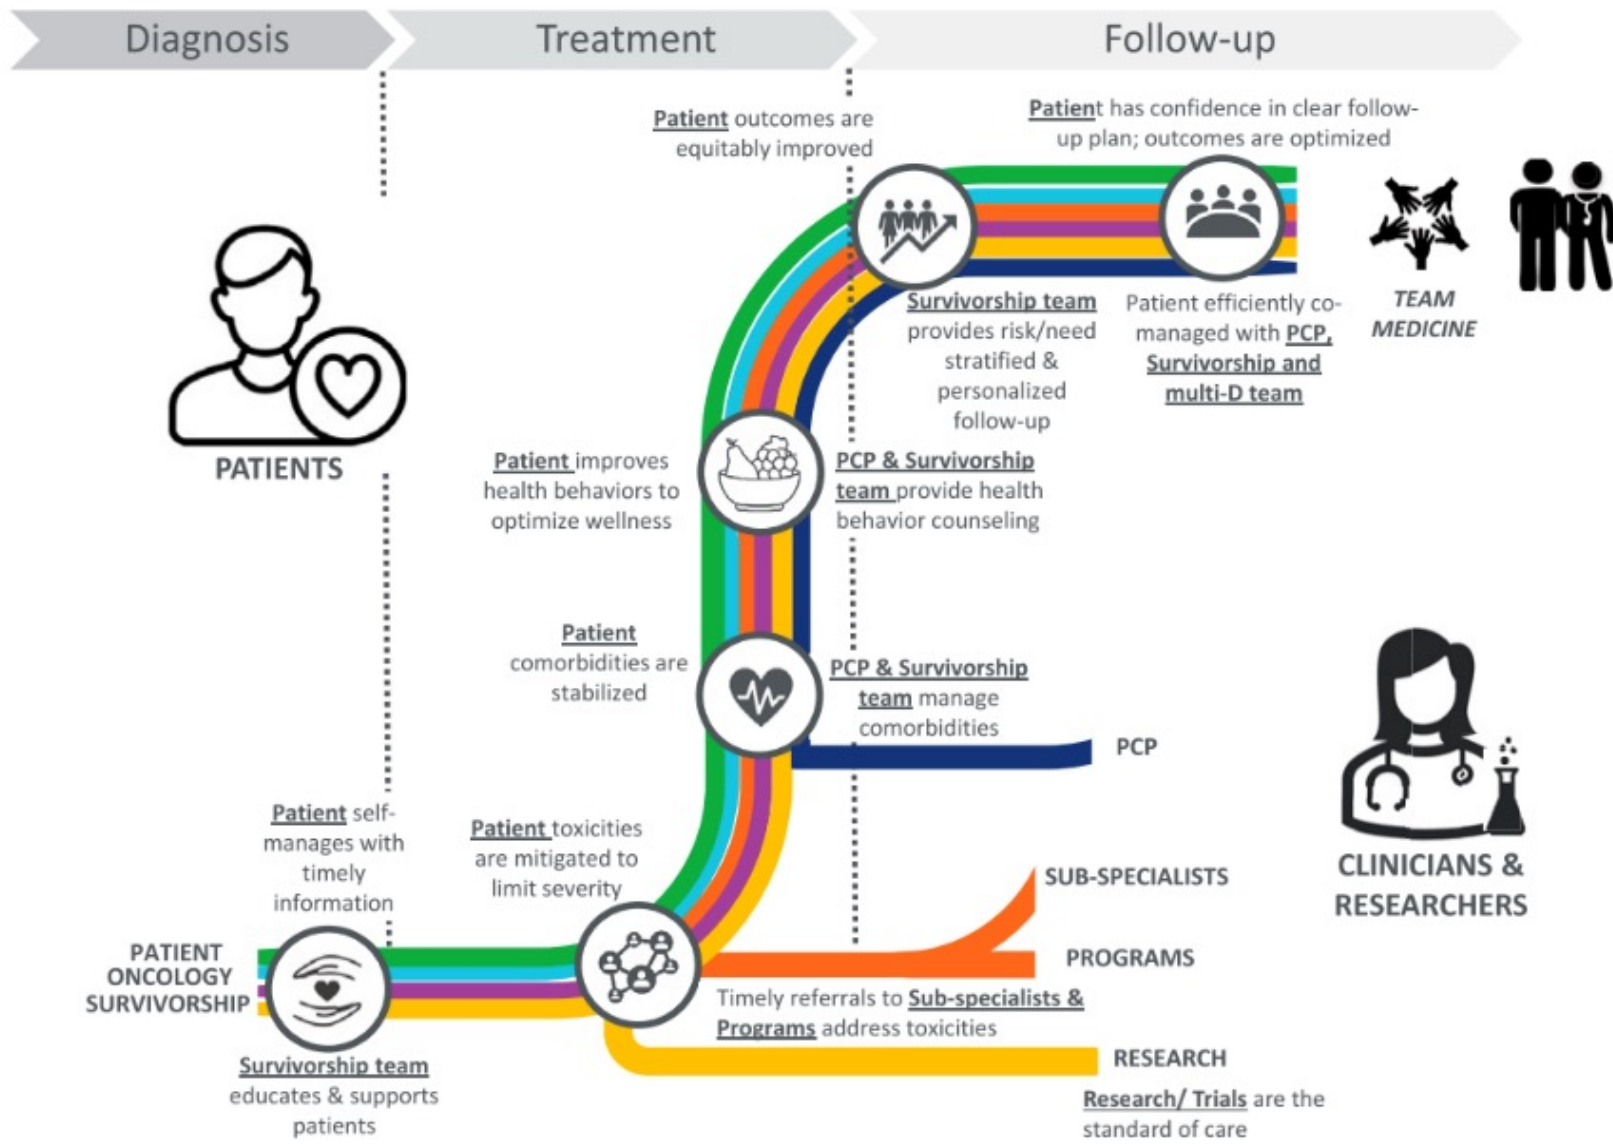 Diagnosis
Treatment
Follow-up
Patient outcomes are
equitably improved
Patient has confidence in clear follow-
up plan; outcomes are optimized
Survivorship team
provides risk/need
stratified &
personalized
follow-up
Patient efficiently co-
managed with PCP,
Survivorship and
multi-D team
TEAM
MEDICINE
PATIENTS
Patient improves
health behaviors to
optimize wellness
PCP & Survivorship
team provide health
behavior counseling
Patient
comorbidities are
stabilized
PCP & Survivorship
team manage
comorbidities
PCP
Patient self-
manages with
timely
information
Patient toxicities
are mitigated to
limit severity
SUB-SPECIALISTS
CLINICIANS &
RESEARCHERS
PATIENT
ONCOLOGY
SURVIVORSHIP
PROGRAMS
Timely referrals to Sub-specialists &
Programs address toxicities
Survivorship team
educates & supports
patients
RESEARCH
Research/ Trials are the
standard of care